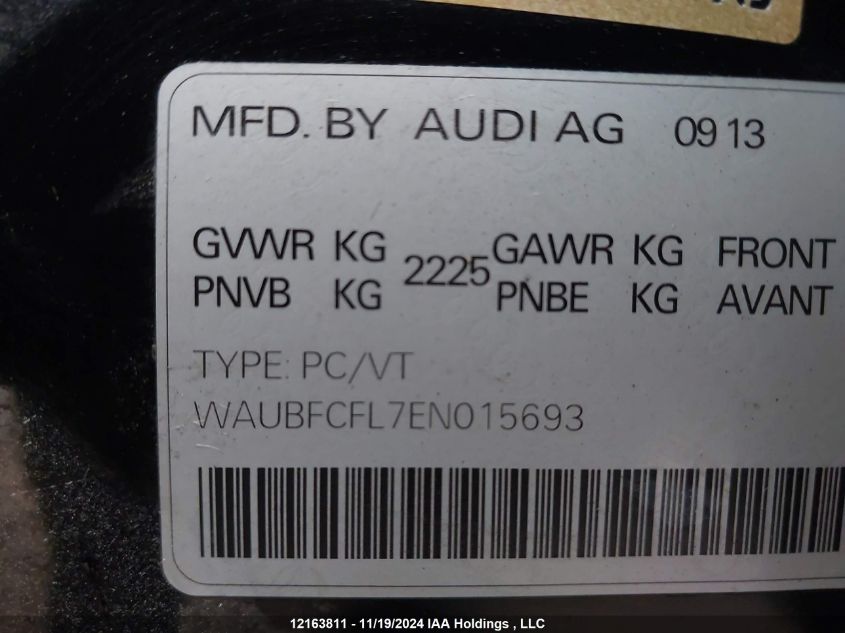 MFD. BY AUDI AG 09 13
GVWR KG 2225 GAWR KG FRONT
PNVB KG PNBE KG AVANT
TYPE: PC/VT
WAUBFCFL7EN015693
12163811 - 11/19/2024 IAA Holdings , LLC